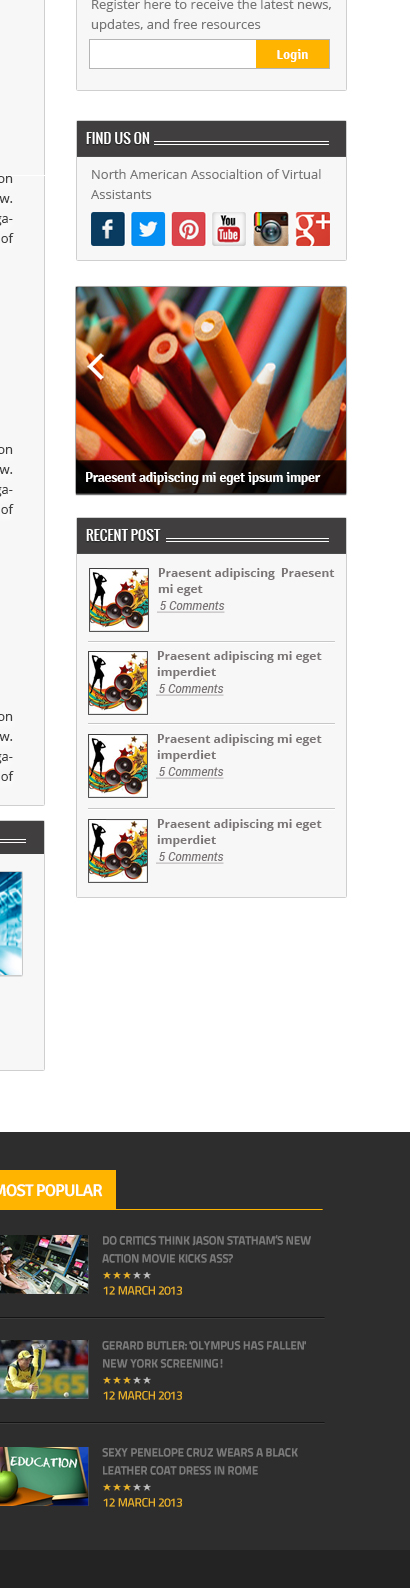 Register here to receive the latest news,
updates, and free resources
Login
FIND US ON
North American Associaltion of Virtual
Assistants
f
You
Tube
g+
Praesent adipiscing mi eget ipsum imper
RECENT POST
Praesent adipiscing Praesent
mi eget
5 Comments
Praesent adipiscing mi eget
imperdiet
5 Comments
Praesent adipiscing mi eget
imperdiet
5 Comments
Praesent adipiscing mi eget
imperdiet
5 Comments
on
w.
ga-
of
on
w.
ga-
of
on
w.
ga-
of
MOST POPULAR
DO CRITICS THINK JASON STATHAM'S NEW
ACTION MOVIE KICKS ASS?
12 MARCH 2013
365
GERARD BUTLER: 'OLYMPUS HAS FALLEN'
NEW YORK SCREENING!
12 MARCH 2013
EDUCATION
SEXY PENELOPE CRUZ WEARS A BLACK
LEATHER COAT DRESS IN ROME
12 MARCH 2013